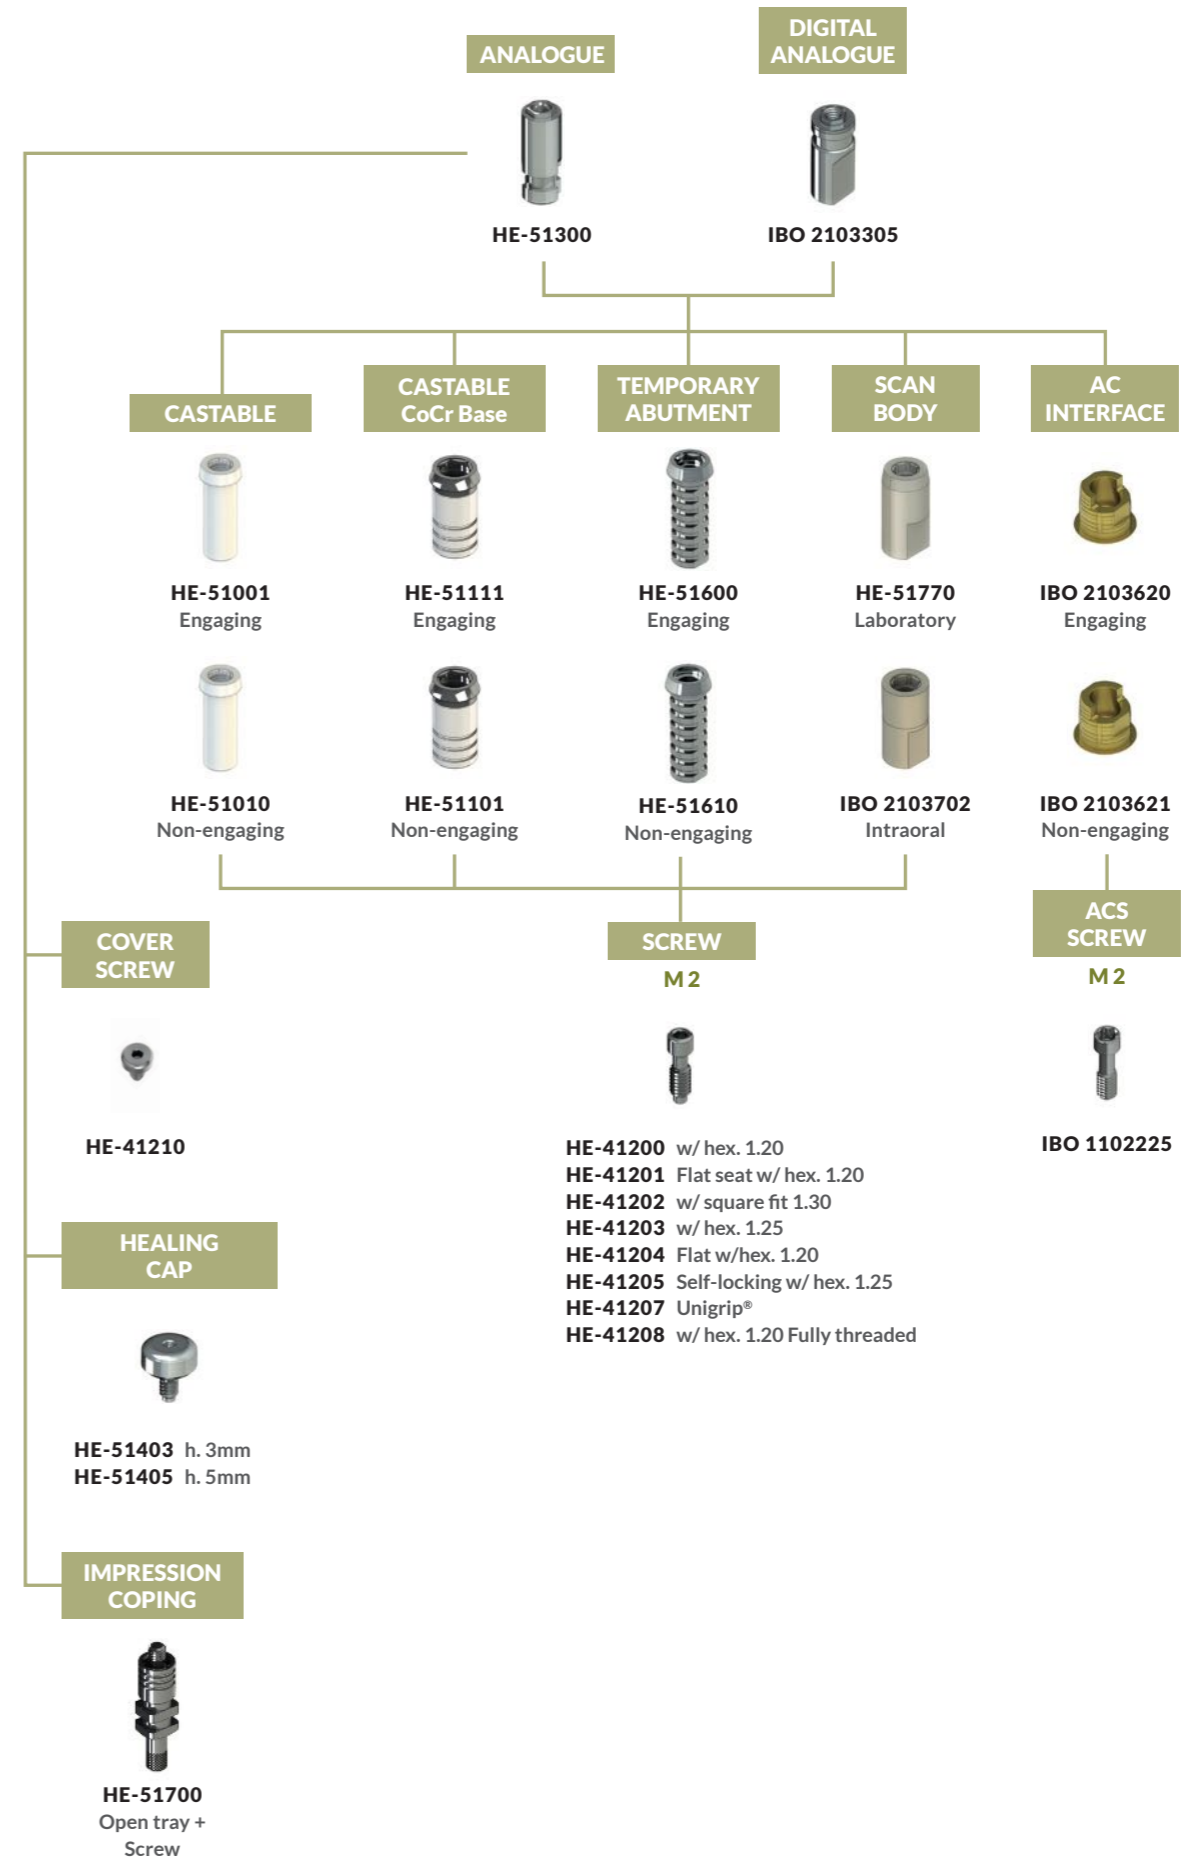 ANALOGUE
DIGITAL
ANALOGUE
HE-51300
IBO 2103305
CASTABLE
CASTABLE
CoCr Base
TEMPORARY
ABUTMENT
SCAN
BODY
AC
INTERFACE
HE-51001
Engaging
HE-51111
Engaging
HE-51600
Engaging
HE-51770
Laboratory
IBO 2103620
Engaging
HE-51010
Non-engaging
HE-51101
Non-engaging
HE-51610
Non-engaging
IBO 2103702
Intraoral
IBO 2103621
Non-engaging
COVER
SCREW
HE-41210
SCREW
M 2
HE-41200 w/ hex. 1.20
HE-41201 Flat seat w/ hex. 1.20
HE-41202 w/ square fit 1.30
HE-41203 w/ hex. 1.25
HE-41204 Flat w/hex. 1.20
HE-41205 Self-locking w/ hex. 1.25
HE-41207 Unigrip®
HE-41208 w/ hex. 1.20 Fully threaded
ACS
SCREW
M 2
IBO 1102225
HEALING
CAP
HE-51403 h. 3mm
HE-51405 h. 5mm
IMPRESSION
COPING
HE-51700
Open tray +
Screw